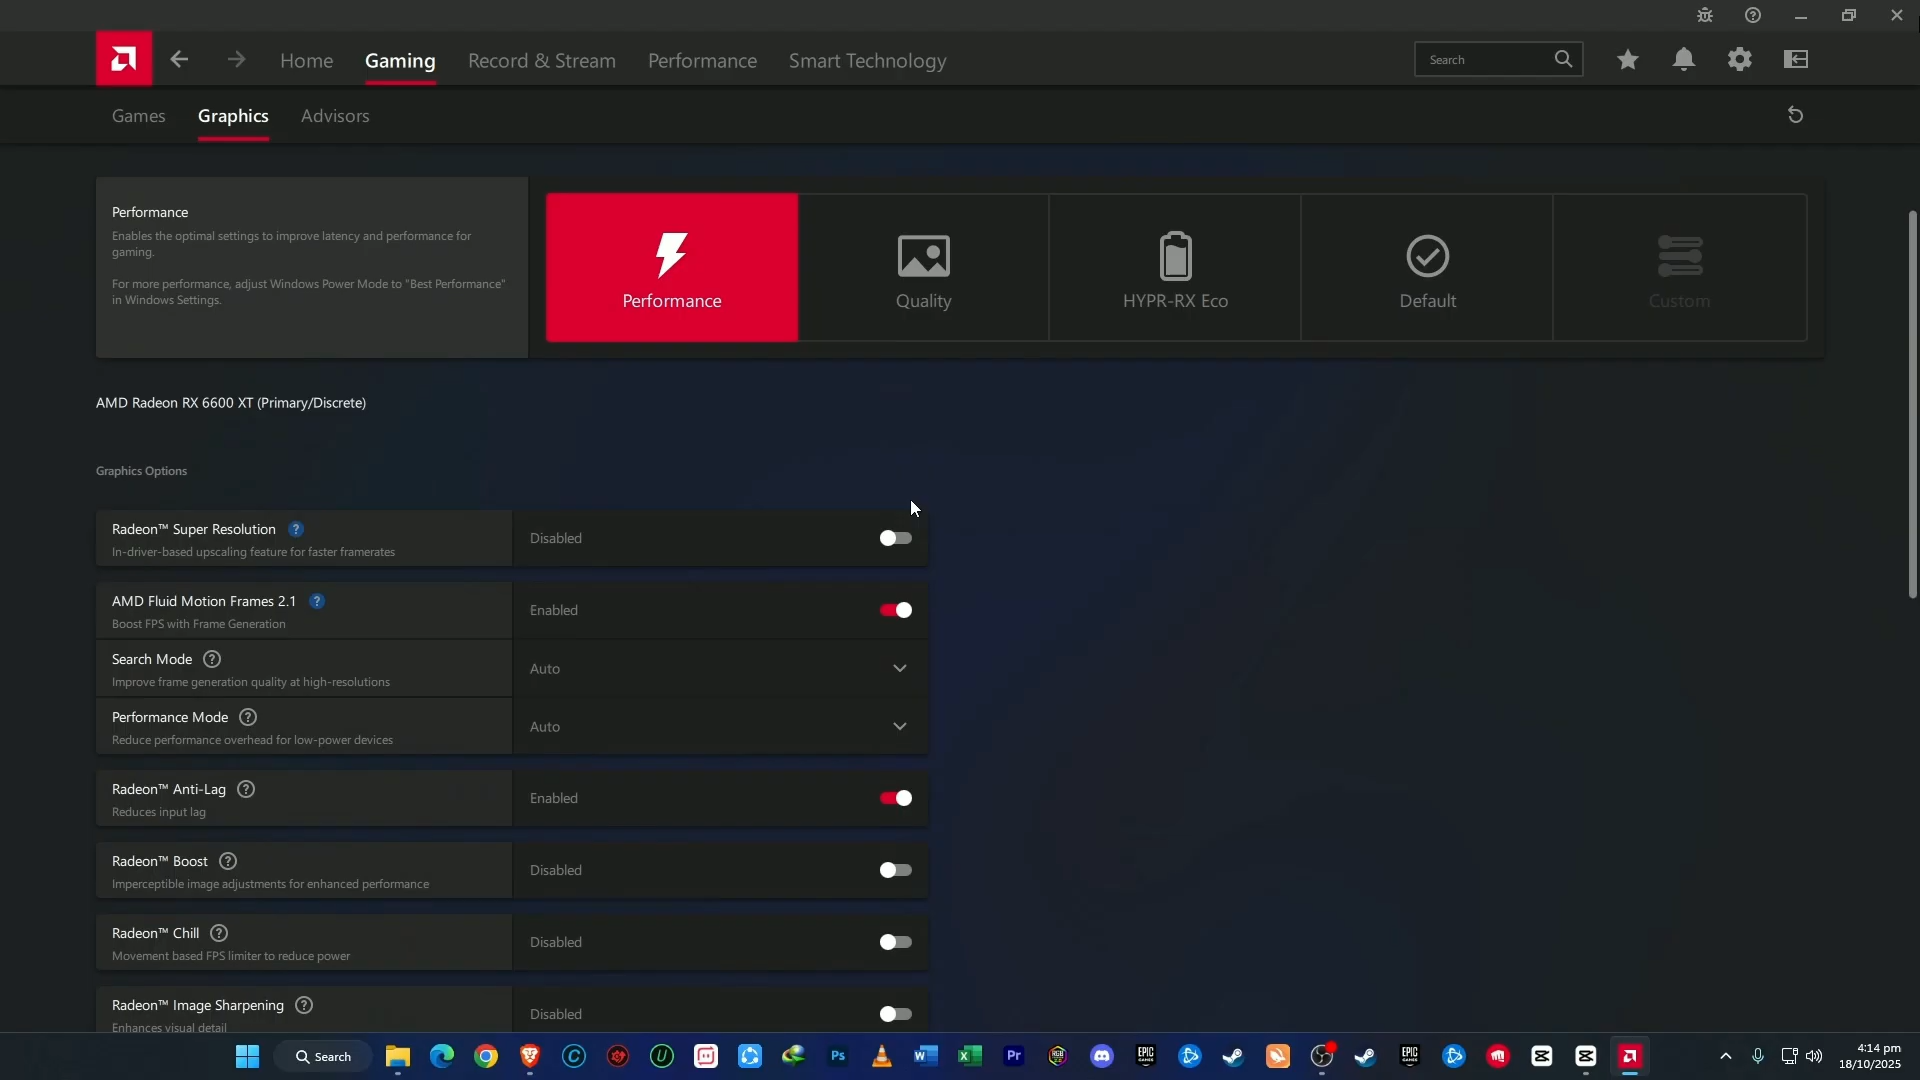 Home
Gaming
Record & Stream
Performance
Smart Technology
Search
Games
Graphics
Advisors
Performance
Enables the optimal settings to improve latency and performance for
gaming.
For more performance, adjust Windows Power Mode to "Best Performance"
in Windows Settings.
Performance
Quality
HYPR-RX Eco
Default
Custom
AMD Radeon RX 6600 XT (Primary/Discrete)
Graphics Options
Radeon™ Super Resolution ?
In-driver-based upscaling feature for faster framerates
Disabled
AMD Fluid Motion Frames 2.1 ?
Boost FPS with Frame Generation
Enabled
Search Mode ?
Improve frame generation quality at high-resolutions
Auto
Performance Mode ?
Reduce performance overhead for low-power devices
Auto
Radeon™ Anti-Lag ?
Reduces input lag
Enabled
Radeon™ Boost ?
Imperceptible image adjustments for enhanced performance
Disabled
Radeon™ Chill ?
Movement based FPS limiter to reduce power
Disabled
Radeon™ Image Sharpening ?
Enhances visual detail
Disabled
Search
Ps
Pr
EPIC
GAMES
EPIC
GAMES
4:14 pm
18/10/2025